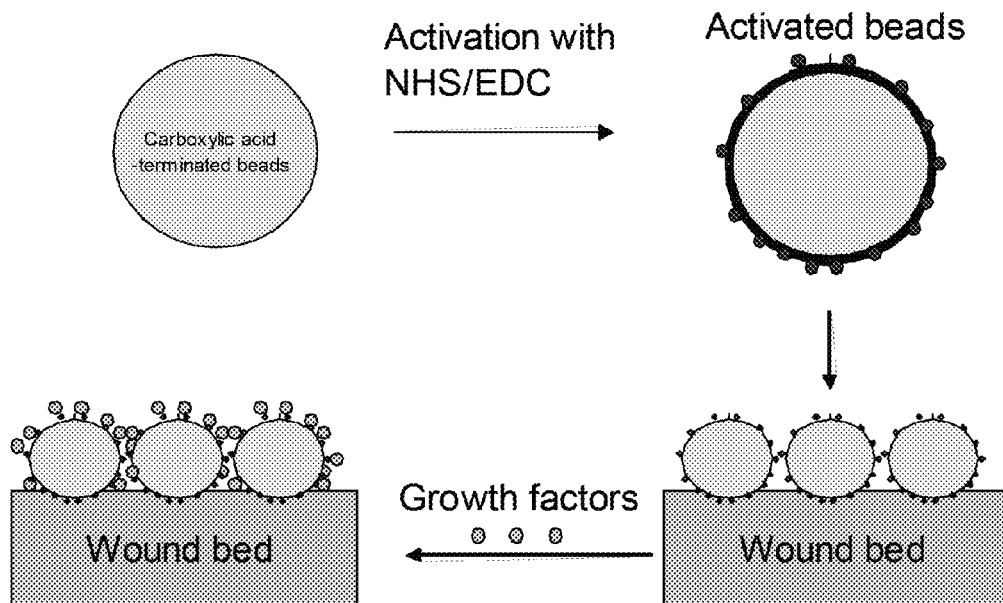 Activation with
NHS/EDC
Activated beads
Carboxylic acid
-terminated beads
Growth factors
Wound bed
Wound bed